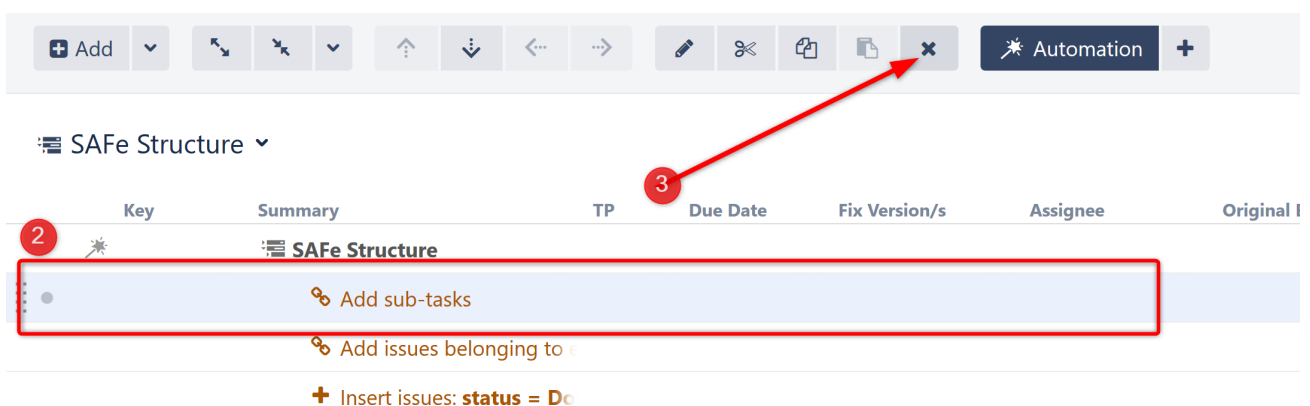 Add
Automation
SAFe Structure
3
Key Summary TP Due Date Fix Version/s Assignee Original
2
SAFe Structure
Add sub-tasks
Add issues belonging to
Insert issues: status =